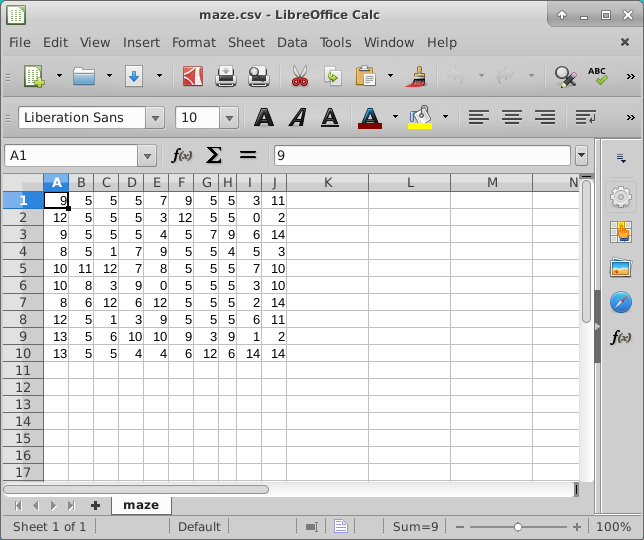 maze.csv - LibreOffice Calc
File Edit View Insert Format Sheet Data Tools Window Help
ABC
Liberation Sans 10 A A A A
A1 f(x) Σ = 9
A B C D E F G H I J K L M N
1 9 5 5 5 7 9 5 5 3 11
2 12 5 5 5 3 12 5 5 0 2
3 9 5 5 5 4 5 7 9 6 14
4 8 5 1 7 9 5 5 4 5 3
5 10 11 12 7 8 5 5 5 7 10
6 10 8 3 9 0 5 5 5 3 10
7 8 6 12 6 12 5 5 5 2 14
8 12 5 1 3 9 5 5 5 6 11
9 13 5 6 10 10 9 3 9 1 2
10 13 5 5 4 4 6 12 6 14 14
11
12
13
14
15
16
17
f(x)
maze
Sheet 1 of 1 Default Sum=9 100%